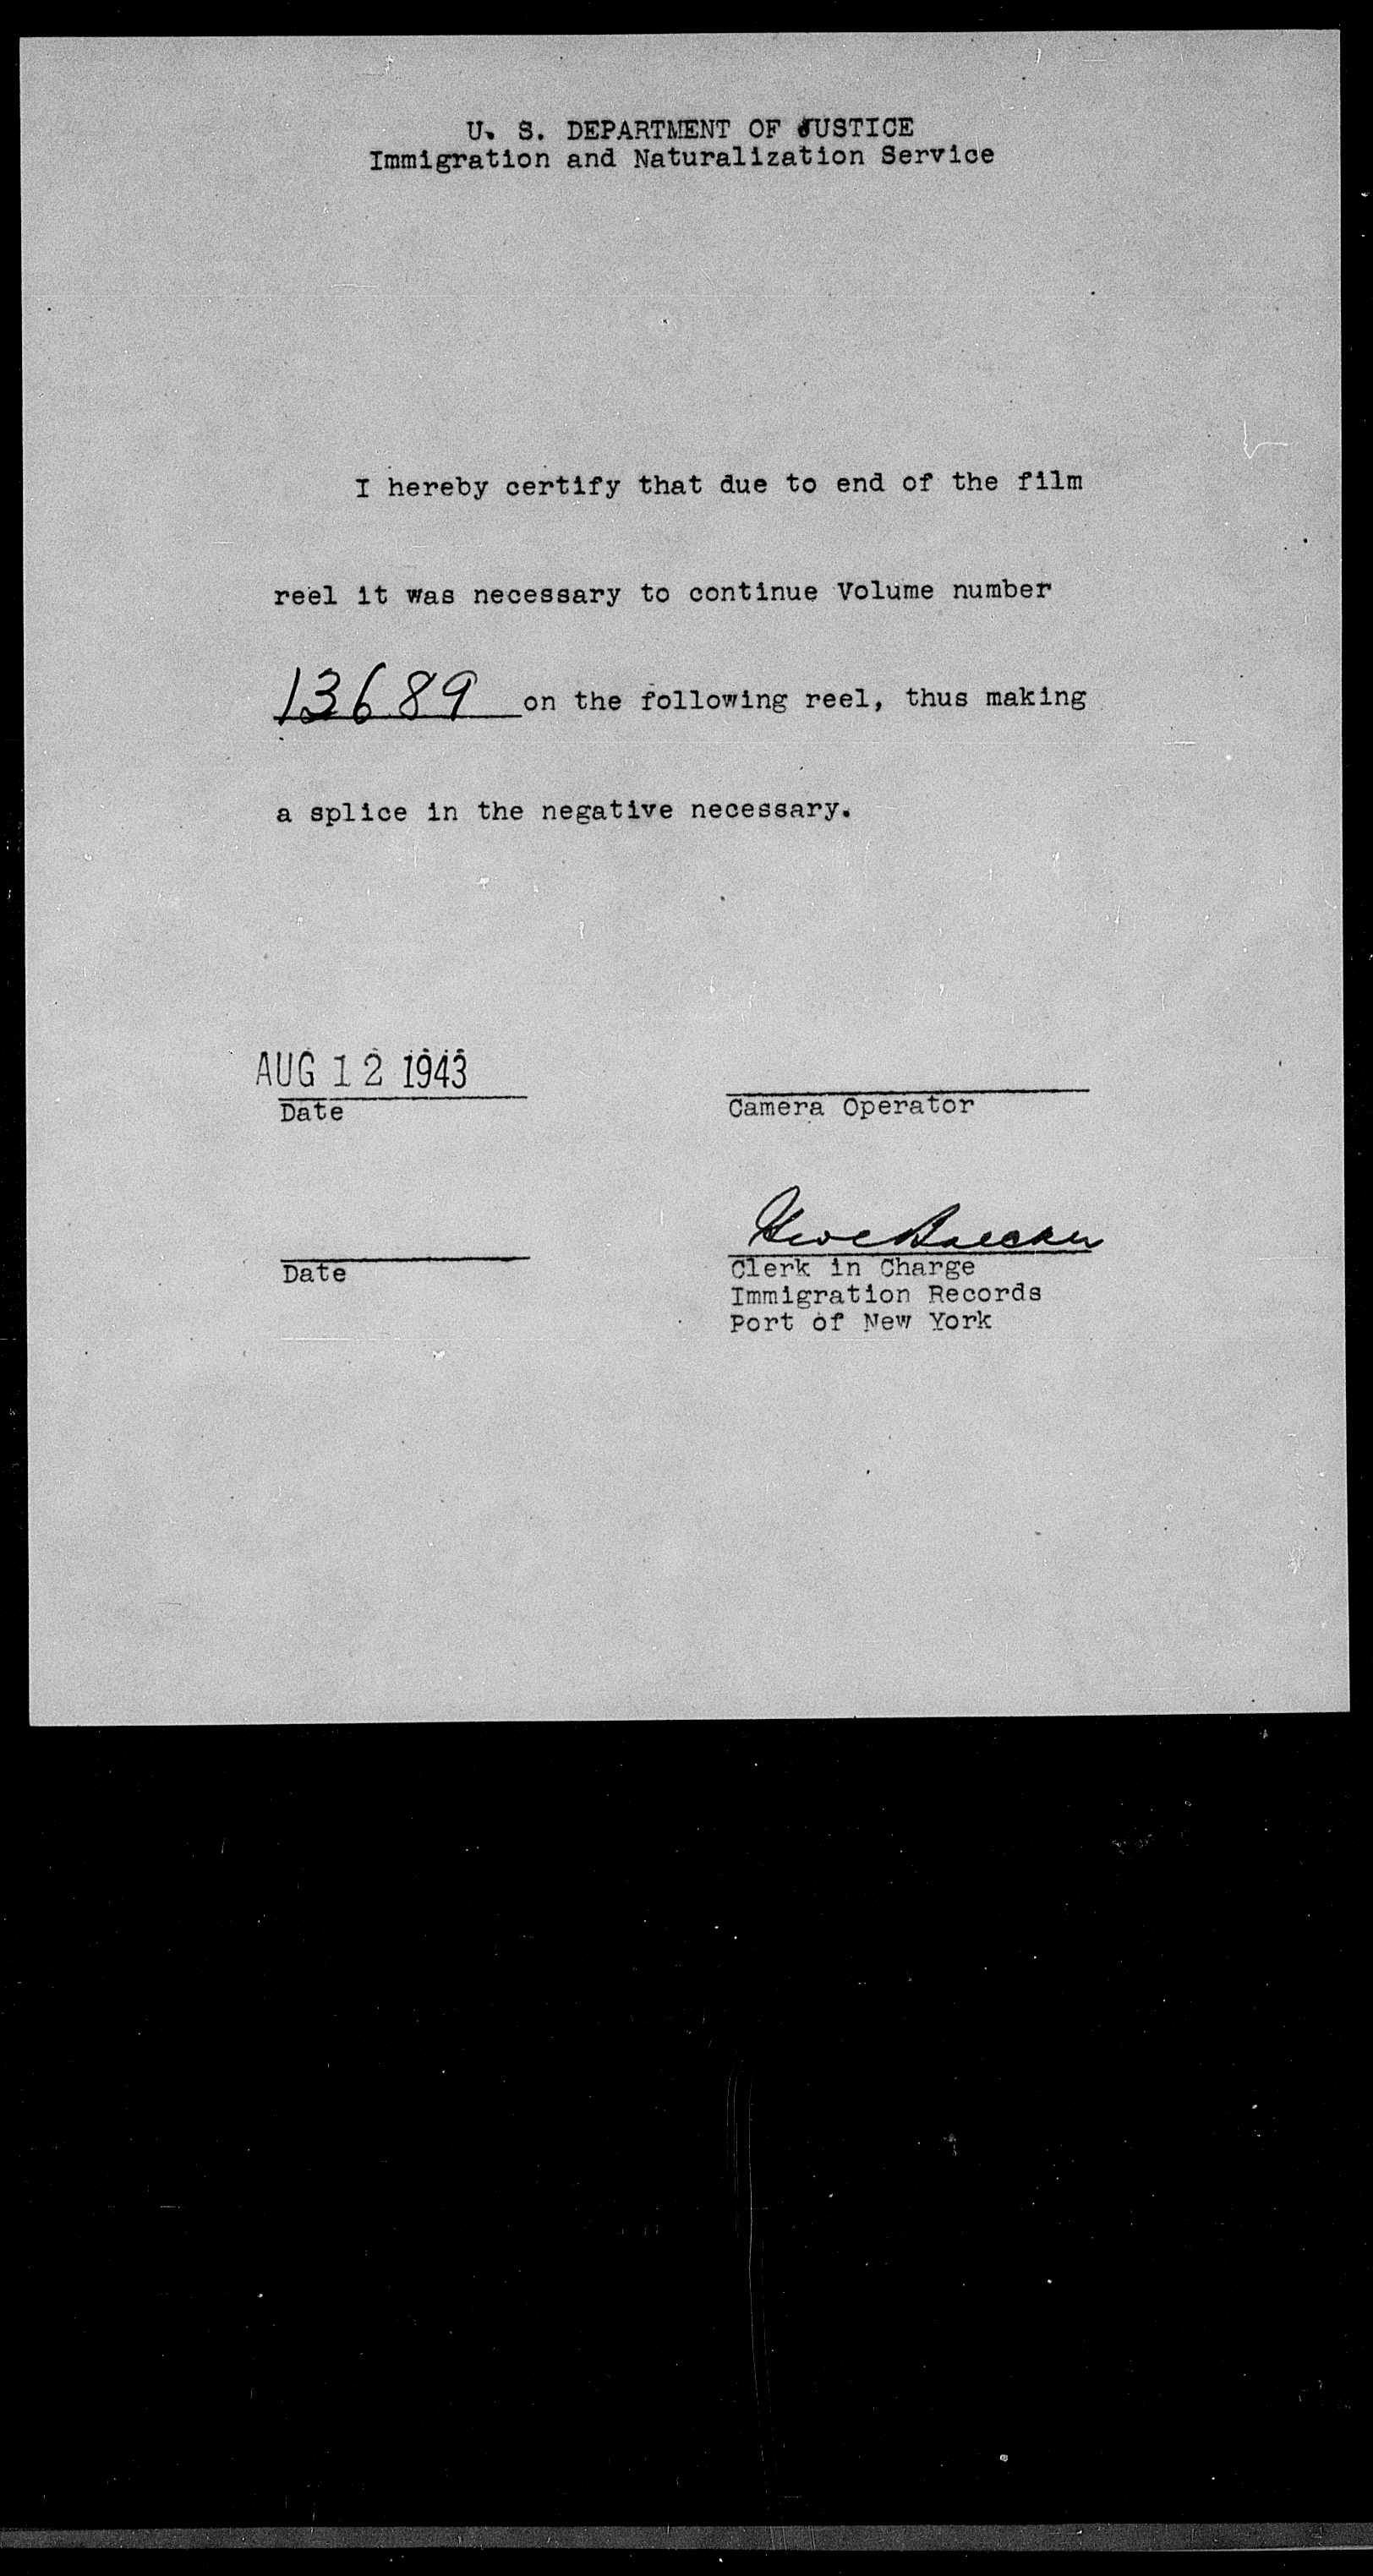 U. S. DEPARTMENT OF JUSTICE
Immigration and Naturalization Service
I hereby certify that due to end of the film
reel it was necessary to continue Volume number
13689 on the following reel, thus making
a splice in the negative necessary.
AUG 12 1943
Date
Camera Operator
Date
Clerk in Charge
Immigration Records
Port of New York